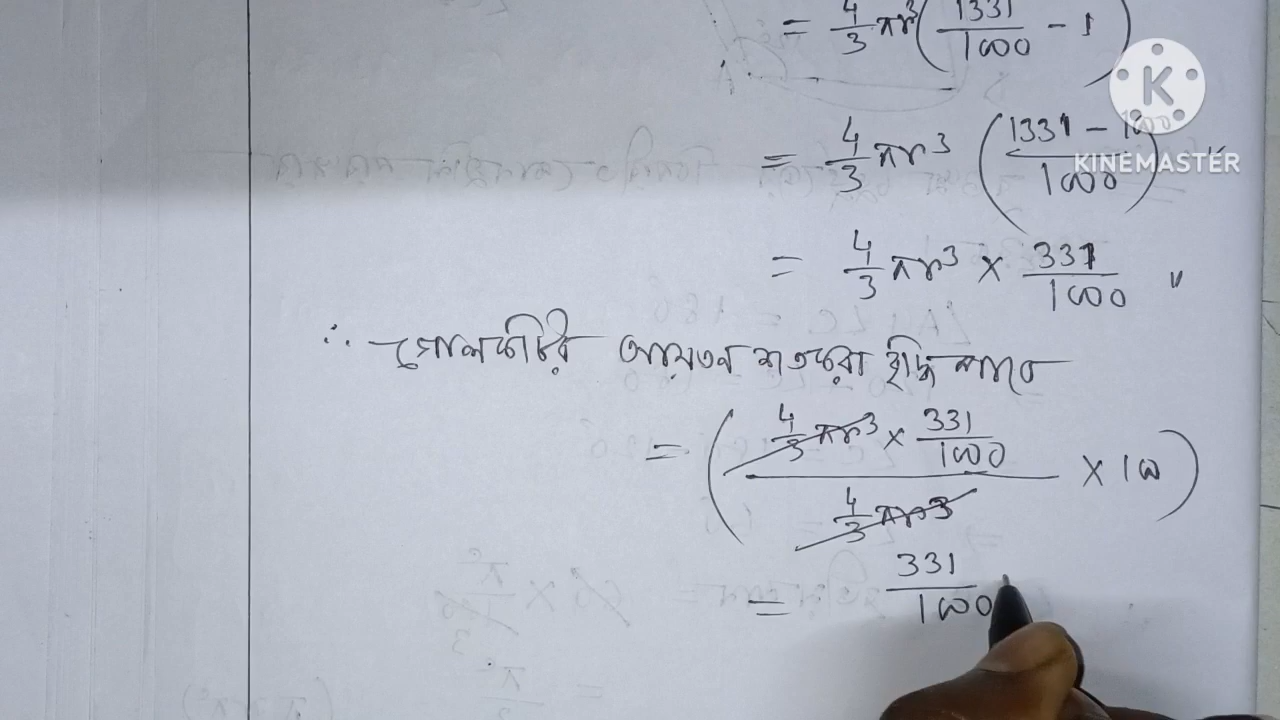 = 4/3 πr³ (1331/1000 - 1)
= 4/3 πr³ (1331 - 1000/1000) "
= 4/3 πr³ × 331/1000 "
∴ গোলকটির আয়তন শতকরা বৃদ্ধি পাবে
= (4/3 πr³ × 331/1000 / 4/3 πr³ × 100)
= 331/1000
K
KINEMASTER